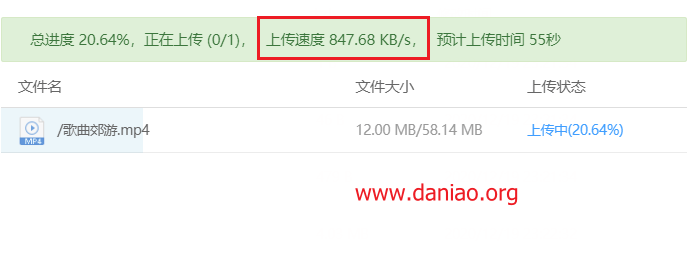 总进度 20.64%，正在上传 (0/1)， 上传速度 847.68 KB/s， 预计上传时间 55秒
文件名 文件大小 上传状态
MP4 /歌曲郊游.mp4 12.00 MB/58.14 MB 上传中(20.64%)
www.daniao.org